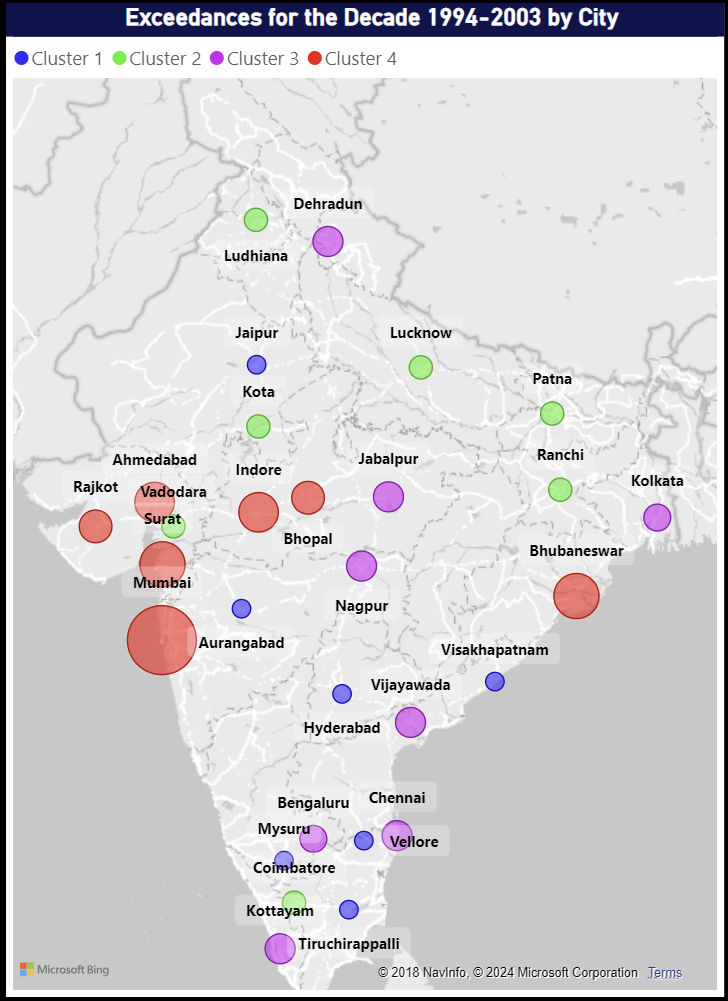 Exceedances for the Decade 1994-2003 by City
Cluster 1 Cluster 2 Cluster 3 Cluster 4
Dehradun
Ludhiana
Jaipur
Lucknow
Patna
Kota
Ranchi
Jabalpur
Ahmedabad
Indore
Kolkata
Rajkot
Vadodara
Surat
Bhopal
Bhubaneswar
Mumbai
Nagpur
Aurangabad
Visakhapatnam
Vijayawada
Hyderabad
Chennai
Bengaluru
Mysuru
Vellore
Coimbatore
Kottayam
Tiruchirappalli
Microsoft Bing
© 2018 NavInfo, © 2024 Microsoft Corporation Terms